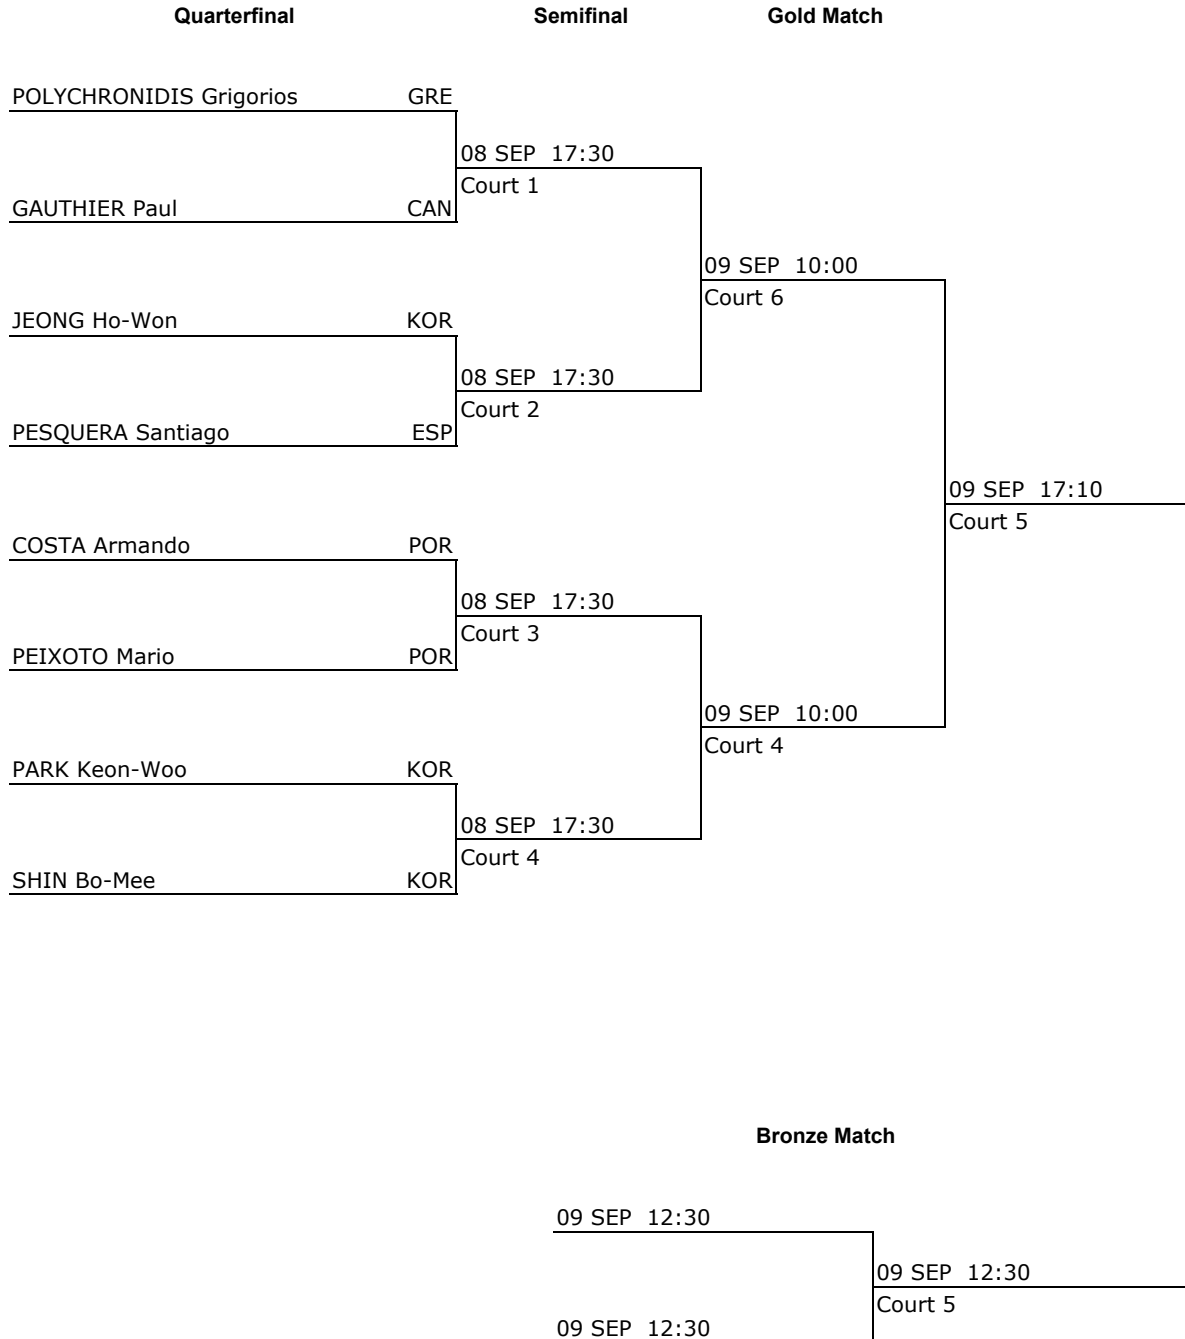 Quarterfinal Semifinal Gold Match
POLYCHRONIDIS Grigorios GRE
08 SEP 17:30
Court 1
GAUTHIER Paul CAN
09 SEP 10:00
Court 6
JEONG Ho-Won KOR
08 SEP 17:30
Court 2
PESQUERA Santiago ESP
09 SEP 17:10
Court 5
COSTA Armando POR
08 SEP 17:30
Court 3
PEIXOTO Mario POR
09 SEP 10:00
Court 4
PARK Keon-Woo KOR
08 SEP 17:30
Court 4
SHIN Bo-Mee KOR
Bronze Match
09 SEP 12:30
09 SEP 12:30
Court 5
09 SEP 12:30